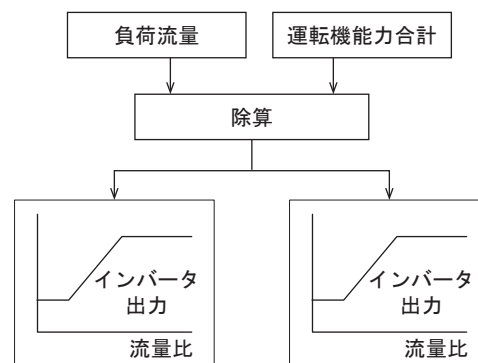 負荷流量
運転機能力合計
除算
インバータ
出力
流量比
インバータ
出力
流量比